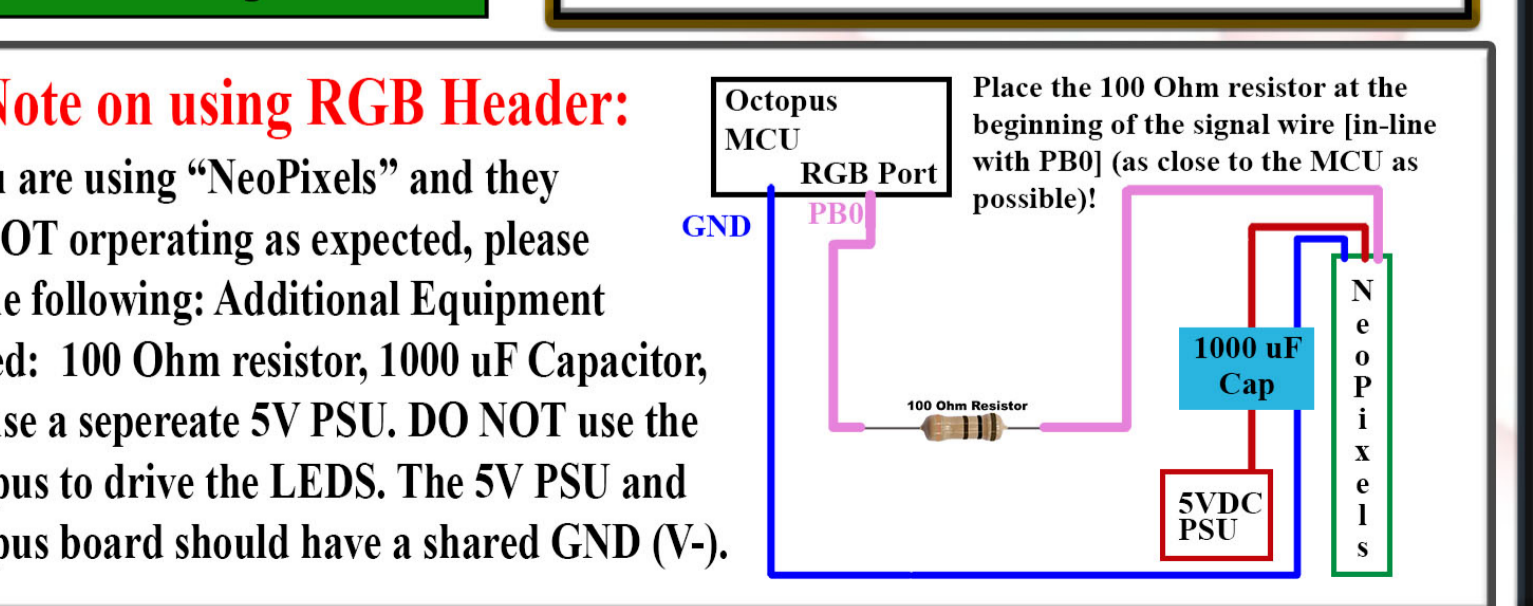 Note on using RGB Header:
are using “NeoPixels” and they
OT orperating as expected, please
following: Additional Equipment
ed: 100 Ohm resistor, 1000 uF Capacitor,
se a sepereate 5V PSU. DO NOT use the
pus to drive the LEDS. The 5V PSU and
pus board should have a shared GND (V-).
Octopus
MCU
RGB Port
GND
PB0
Place the 100 Ohm resistor at the
beginning of the signal wire [in-line
with PB0] (as close to the MCU as
possible)!
100 Ohm Resistor
1000 uF
Cap
5VDC
PSU
N
e
o
P
i
x
e
l
s